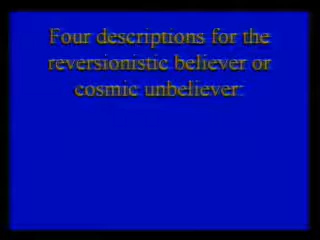 Four descriptions for the
reversionistic believer or
cosmic unbeliever: